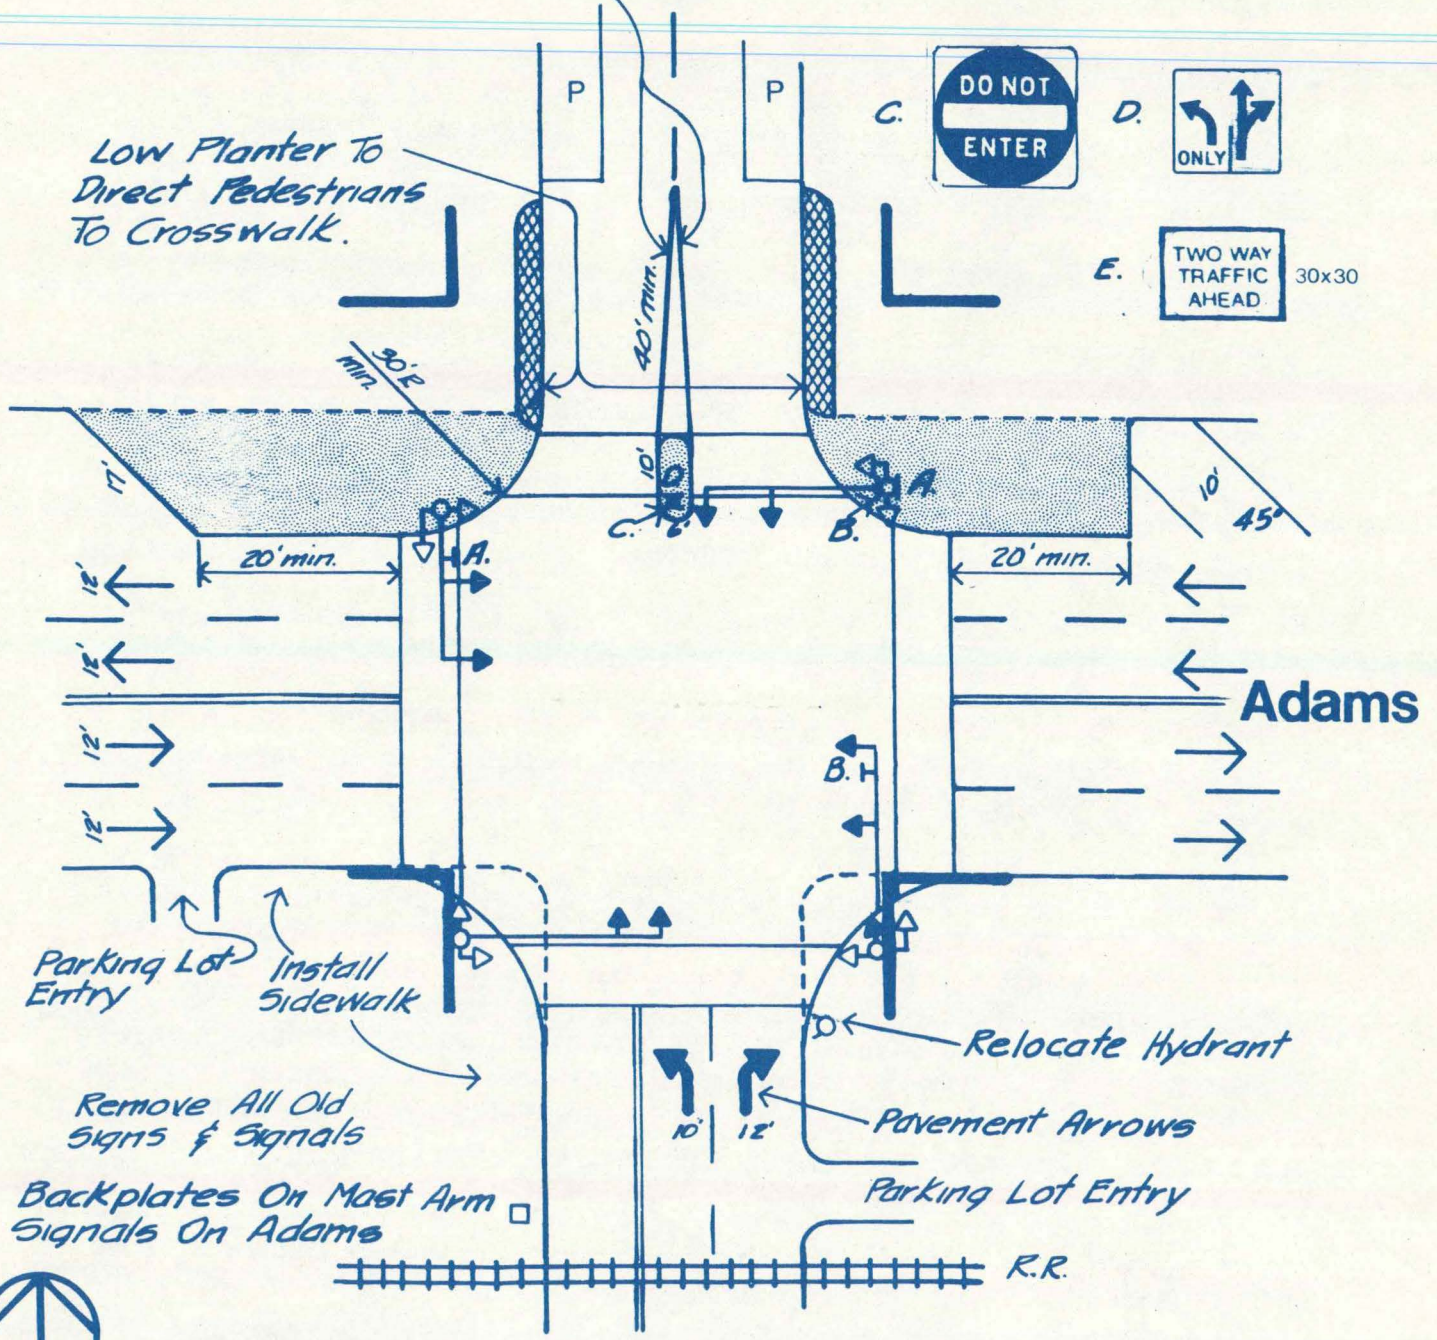 P
P
C.
DO NOT
ENTER
D.
ONLY
Low Planter To
Direct Pedestrians
To Crosswalk.
E.
TWO WAY
TRAFFIC
AHEAD
30x30
40' min.
30'R
min.
17'
10'
10'
45°
A.
D
C.
6'
B.
20' min.
A.
20' min.
12'
12'
Adams
12'
B.
12'
Parking Lot
Entry
Install
Sidewalk
Relocate Hydrant
Remove All Old
Signs & Signals
10'
12'
Pavement Arrows
Backplates On Mast Arm
Signals On Adams
Parking Lot Entry
R.R.